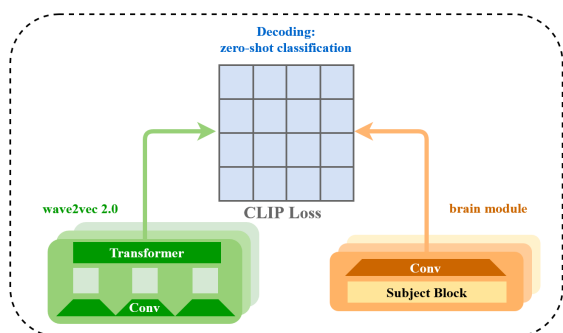 Decoding:
zero-shot classification
CLIP Loss
wave2vec 2.0
brain module
Transformer
Conv
Conv
Subject Block